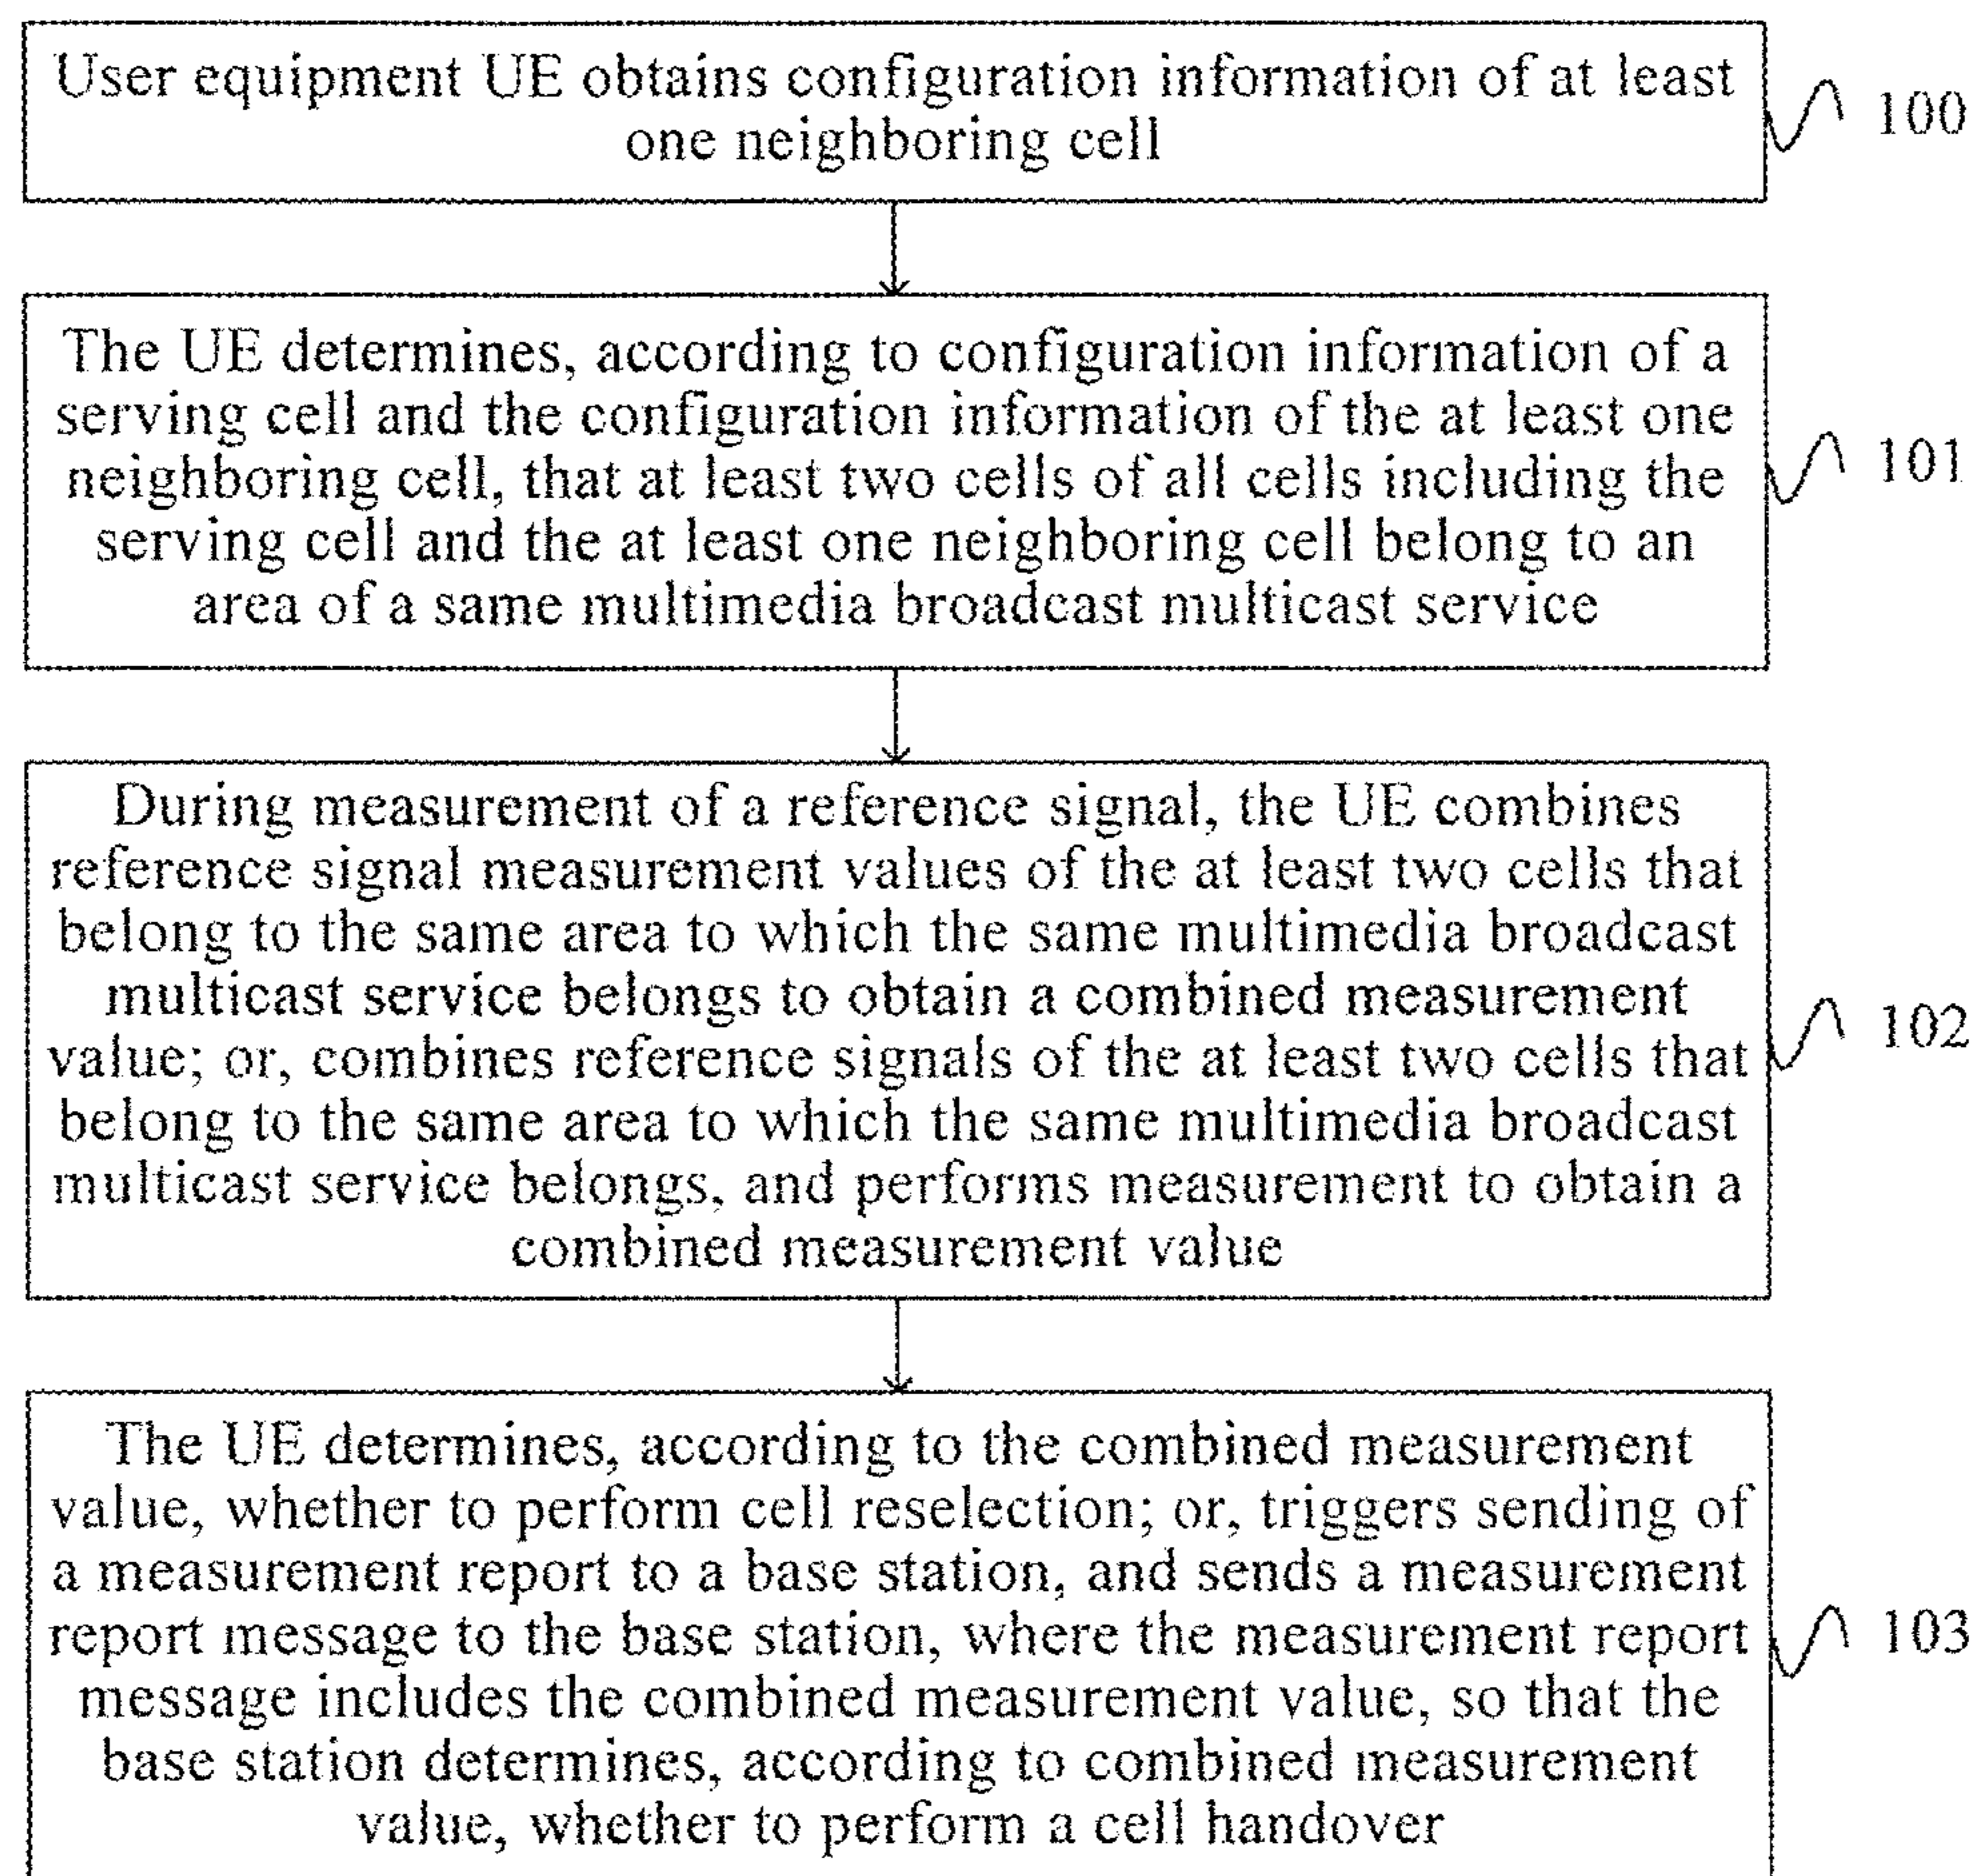 User equipment UE obtains configuration information of at least
one neighboring cell
100
The UE determines, according to configuration information of a
serving cell and the configuration information of the at least one
neighboring cell, that at least two cells of all cells including the
serving cell and the at least one neighboring cell belong to an
area of a same multimedia broadcast multicast service
101
During measurement of a reference signal, the UE combines
reference signal measurement values of the at least two cells that
belong to the same area to which the same multimedia broadcast
multicast service belongs to obtain a combined measurement
value; or, combines reference signals of the at least two cells that
belong to the same area to which the same multimedia broadcast
multicast service belongs, and performs measurement to obtain a
combined measurement value
102
The UE determines, according to the combined measurement
value, whether to perform cell reselection; or, triggers sending of
a measurement report to a base station, and sends a measurement
report message to the base station, where the measurement report
message includes the combined measurement value, so that the
base station determines, according to combined measurement
value, whether to perform a cell handover
103